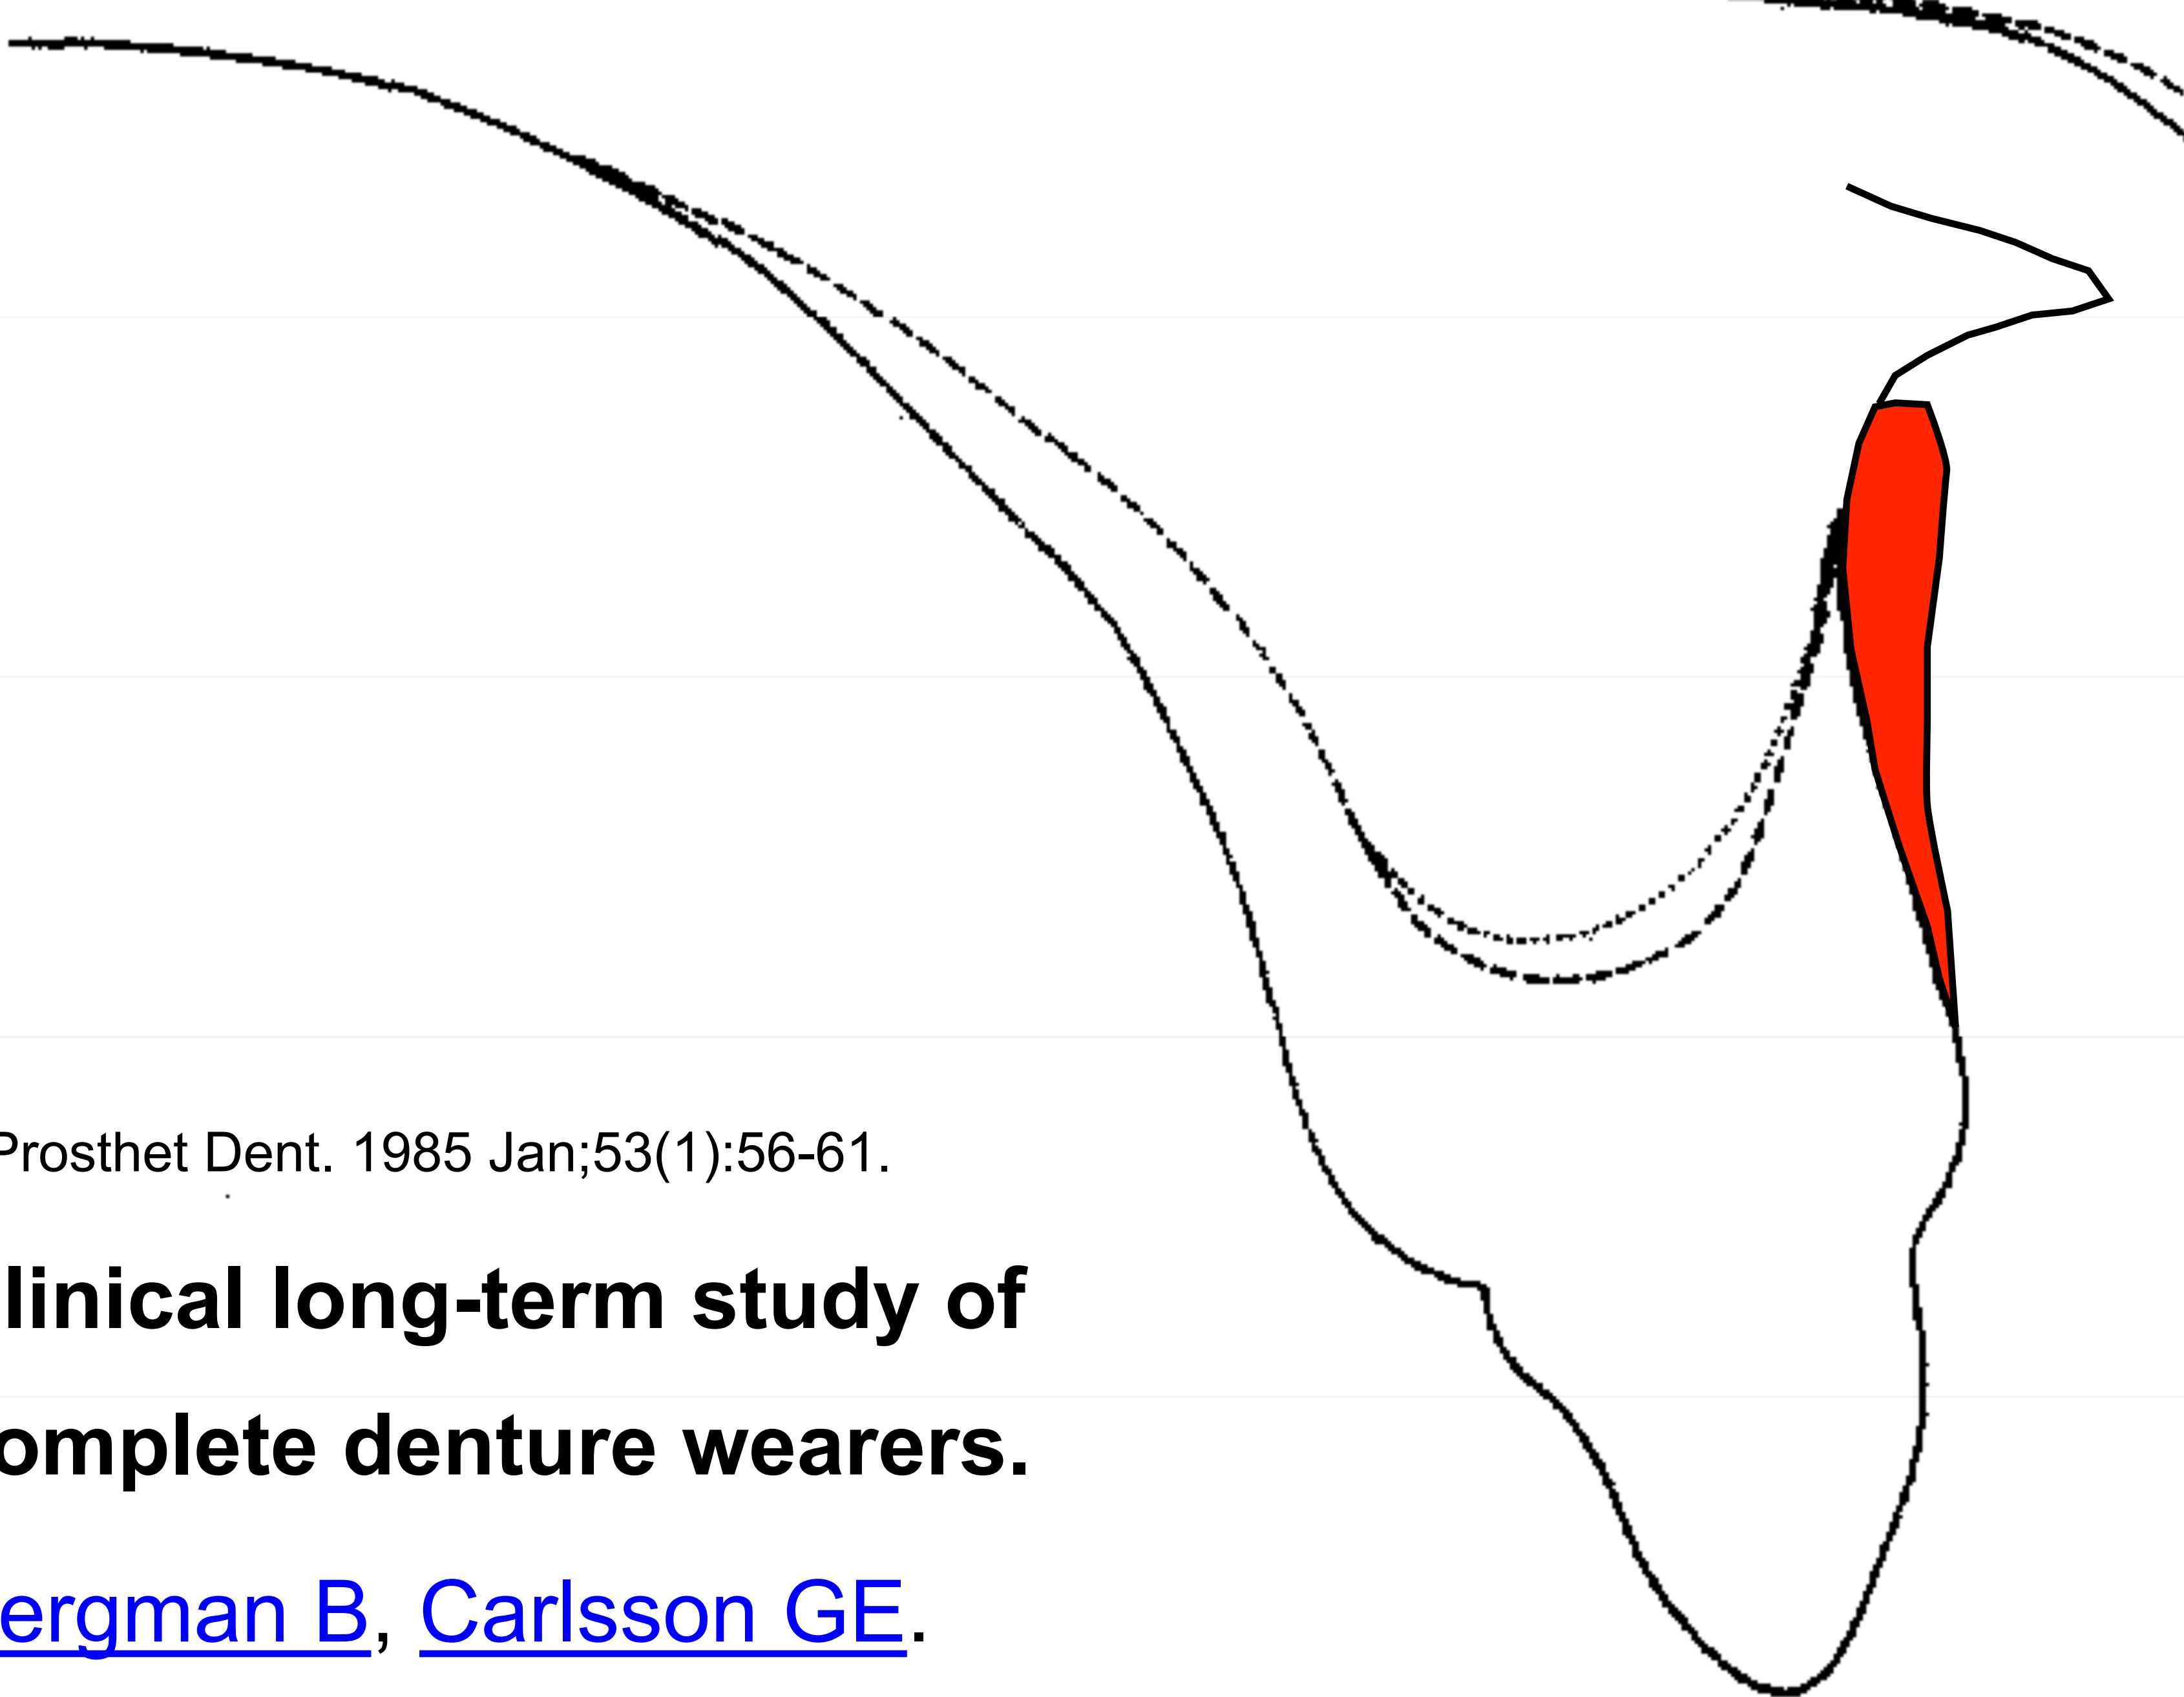 Prosthet Dent. 1985 Jan;53(1):56-61.
linical long-term study of
omplete denture wearers.
ergman B, Carlsson GE.